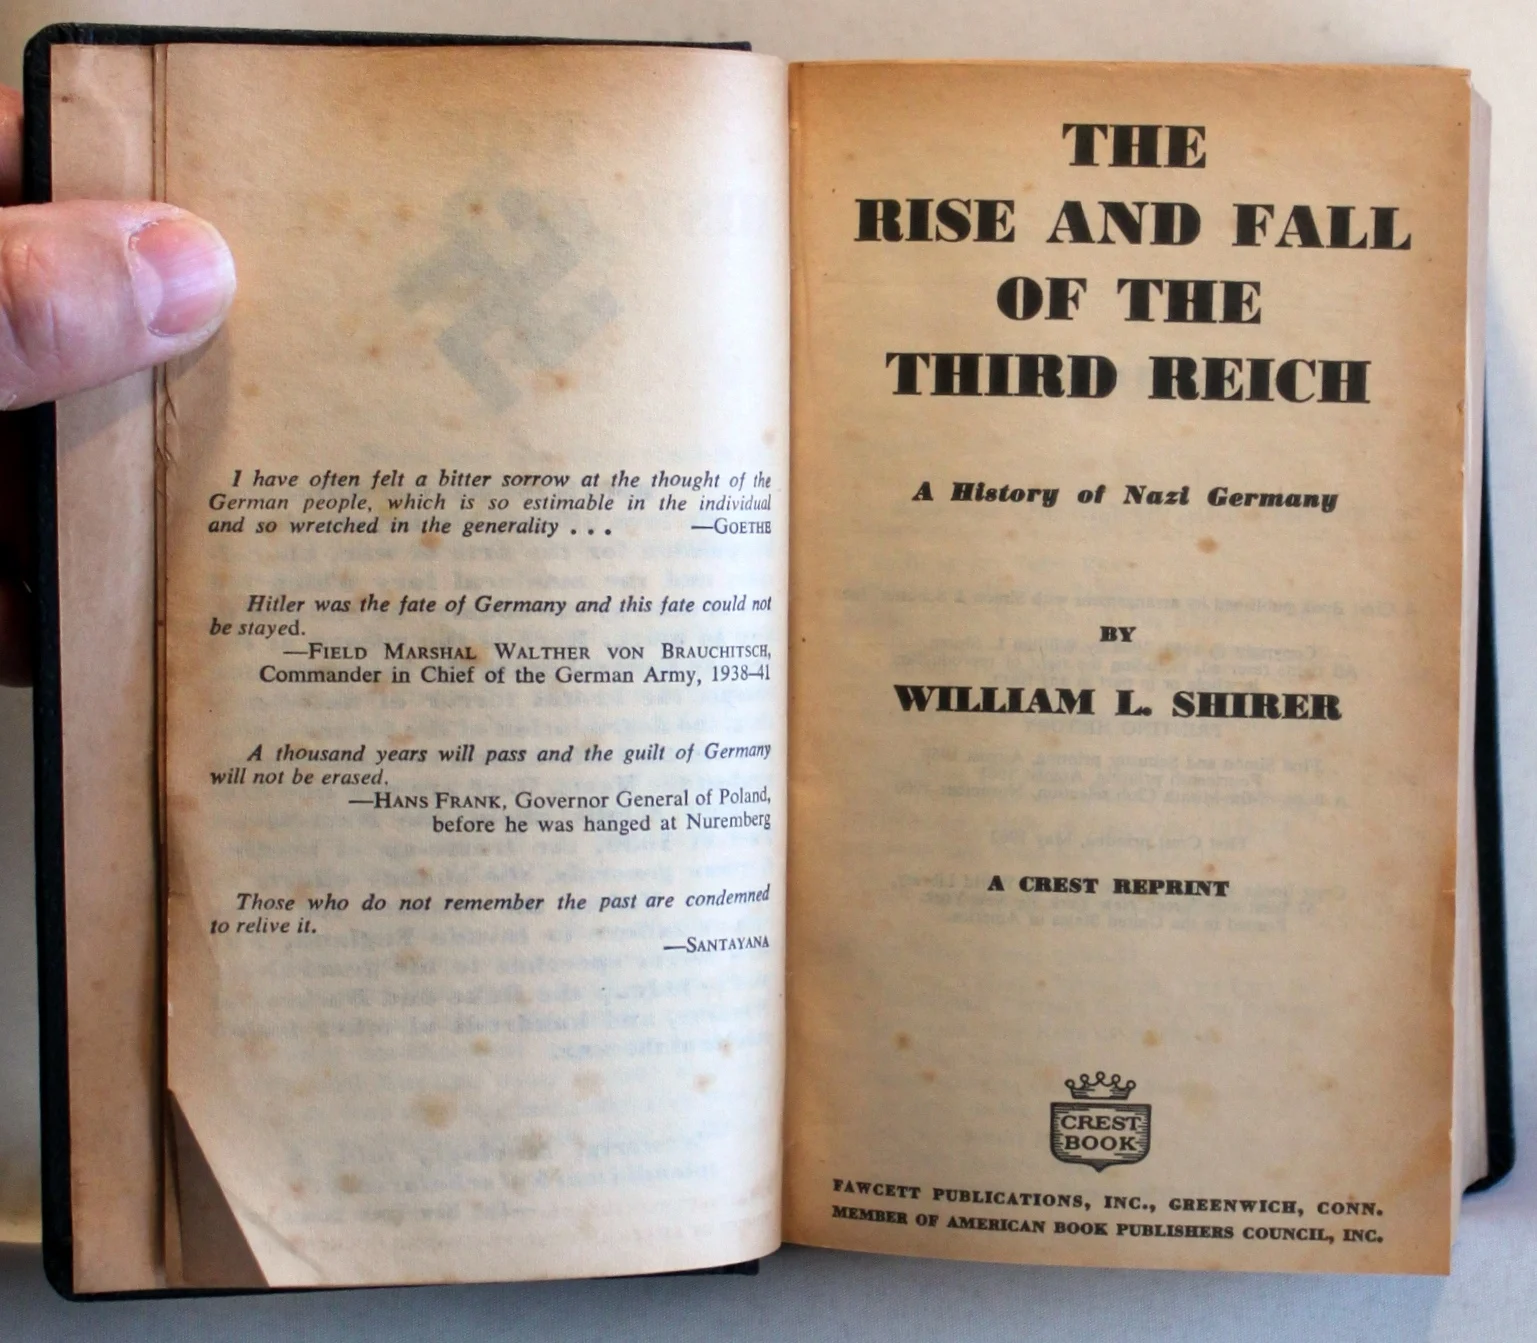 I have often felt a bitter sorrow at the thought of the
German people, which is so estimable in the individual
and so wretched in the generality . . . —GOETHE
Hitler was the fate of Germany and this fate could not
be stayed.
—FIELD MARSHAL WALTHER VON BRAUCHITSCH,
Commander in Chief of the German Army, 1938–41
A thousand years will pass and the guilt of Germany
will not be erased.
—HANS FRANK, Governor General of Poland,
before he was hanged at Nuremberg
Those who do not remember the past are condemned
to relive it.
—SANTAYANA
THE
RISE AND FALL
OF THE
THIRD REICH
A History of Nazi Germany
BY
WILLIAM L. SHIRER
A CREST REPRINT
CREST
BOOK
FAWCETT PUBLICATIONS, INC., GREENWICH, CONN.
MEMBER OF AMERICAN BOOK PUBLISHERS COUNCIL, INC.